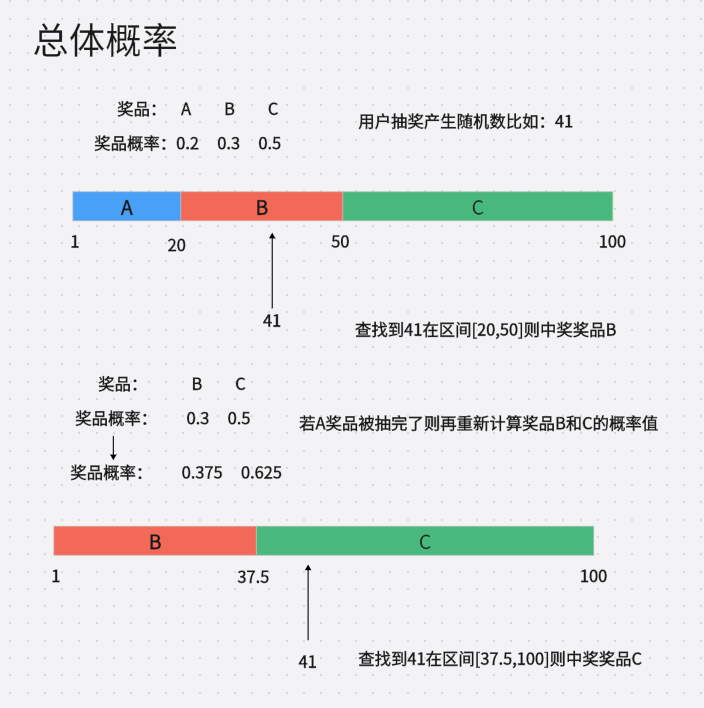 总体概率
奖品： A B C
奖品概率：0.2 0.3 0.5
用户抽奖产生随机数比如：41
A B C
1 20 50 100
41
查找到41在区间[20,50]则中奖奖品B
奖品： B C
奖品概率： 0.3 0.5
若A奖品被抽完了则再重新计算奖品B和C的概率值
奖品概率： 0.375 0.625
B C
1 37.5 100
41
查找到41在区间[37.5,100]则中奖奖品C